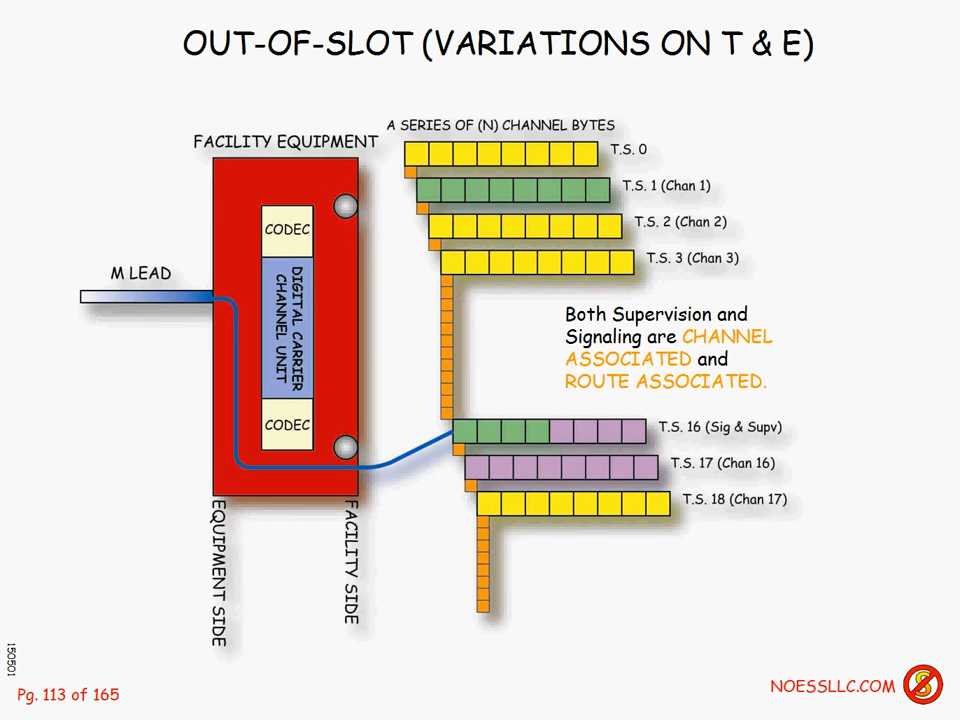 OUT-OF-SLOT (VARIATIONS ON T & E)
A SERIES OF (N) CHANNEL BYTES
FACILITY EQUIPMENT
T.S. 0
T.S. 1 (Chan 1)
T.S. 2 (Chan 2)
T.S. 3 (Chan 3)
CODEC
M LEAD
DIGITAL CARRIER
CHANNEL UNIT
CODEC
Both Supervision and
Signaling are CHANNEL
ASSOCIATED and
ROUTE ASSOCIATED.
T.S. 16 (Sig & Supv)
T.S. 17 (Chan 16)
T.S. 18 (Chan 17)
EQUIPMENT SIDE
FACILITY SIDE
150501
Pg. 113 of 165
NOESSLLC.COM
S